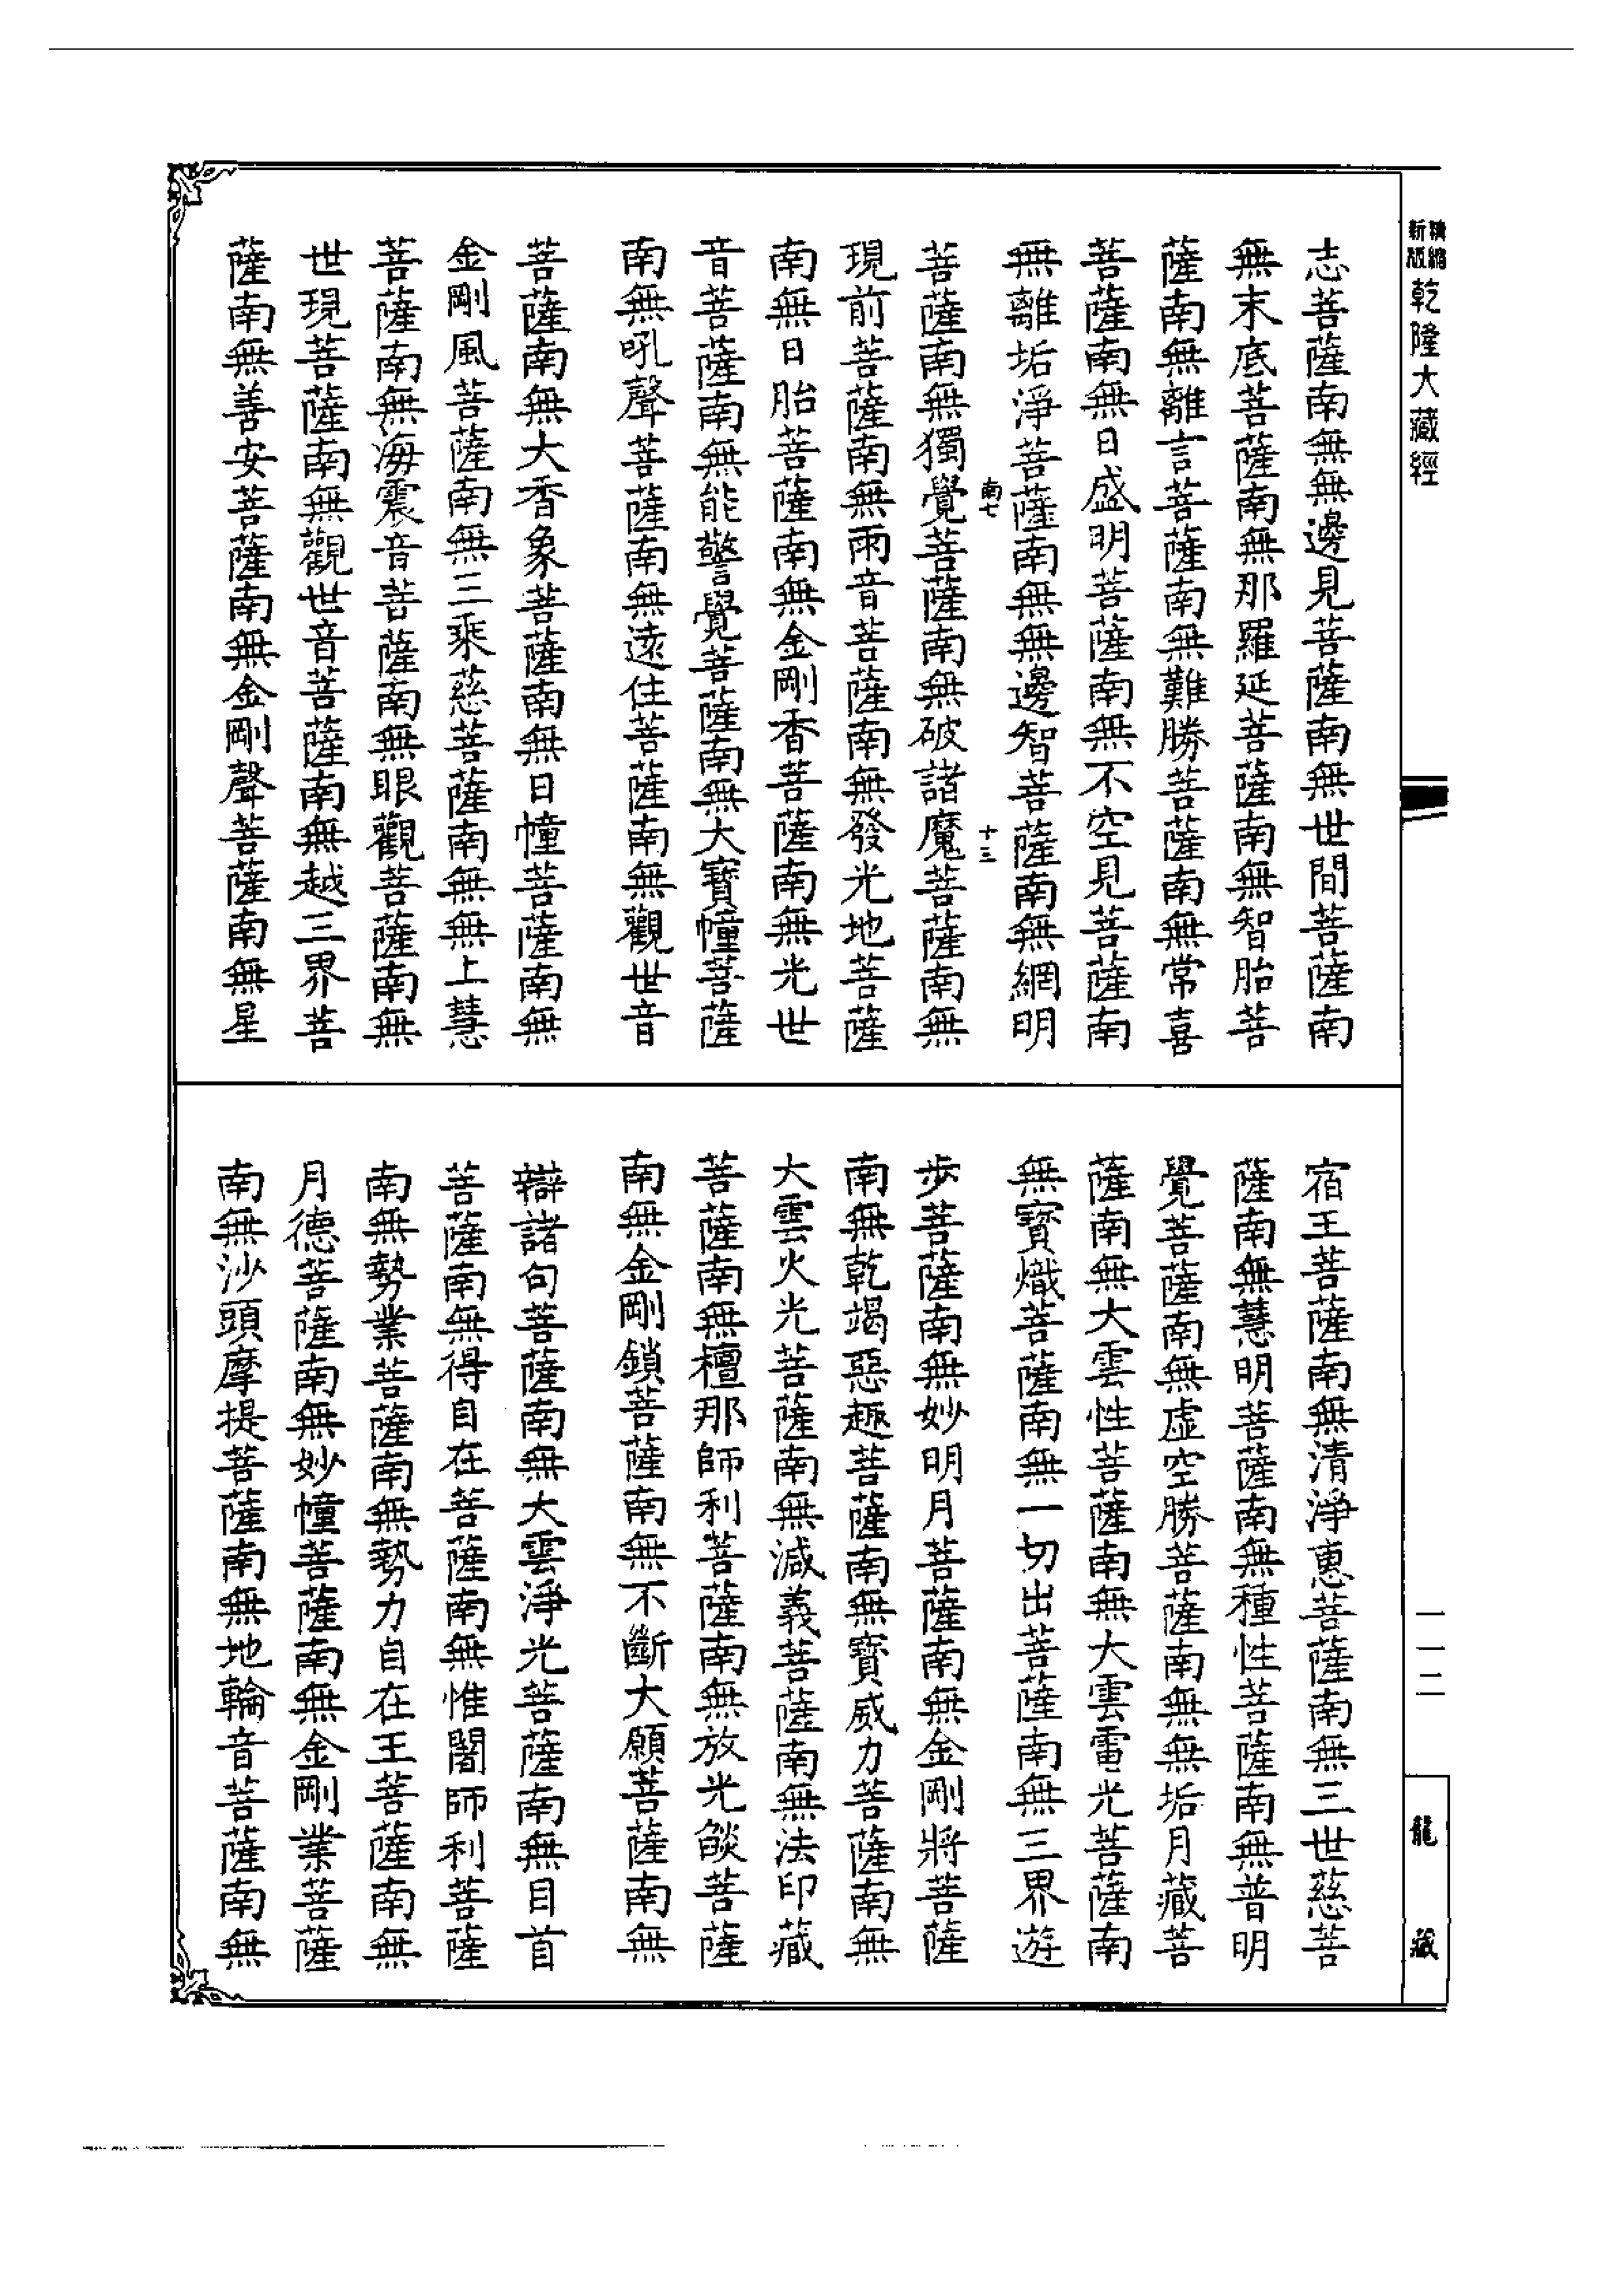 新編縮版乾隆大藏經
志菩薩南無無邊見菩薩南無世間菩薩南
無末底菩薩南無那羅延菩薩南無智胎菩
薩南無離言菩薩南無難勝菩薩南無常喜
菩薩南無日盛明菩薩南無不空見菩薩南
無離垢淨菩薩南無無邊智菩薩南無網明
南七 十三
菩薩南無獨覺菩薩南無破諸魔菩薩南無
現前菩薩南無雨音菩薩南無發光地菩薩
南無日胎菩薩南無金剛香菩薩南無光世
音菩薩南無能警覺菩薩南無大寶幢菩薩
南無吼聲菩薩南無遠住菩薩南無觀世音
菩薩南無大香象菩薩南無日幢菩薩南無
金剛風菩薩南無三乘慈菩薩南無無上慧
菩薩南無海震音菩薩南無眼觀菩薩南無
世現菩薩南無觀世音菩薩南無越三界菩
薩南無善安菩薩南無金剛聲菩薩南無星
宿王菩薩南無清淨惠菩薩南無三世慈菩
薩南無慧明菩薩南無種性菩薩南無普明
覺菩薩南無虛空勝菩薩南無無垢月藏菩
薩南無大雲性菩薩南無大雲電光菩薩南
無寶熾菩薩南無一切出菩薩南無三界遊
步菩薩南無妙明月菩薩南無金剛將菩薩
南無乾竭惡趣菩薩南無寶威力菩薩南無
大雲火光菩薩南無滅義菩薩南無法印藏
菩薩南無檀那師利菩薩南無放光餤菩薩
南無金剛鎖菩薩南無不斷大願菩薩南無
辯諸句菩薩南無大雲淨光菩薩南無目首
菩薩南無得自在菩薩南無惟闍師利菩薩
南無勢業菩薩南無勢力自在王菩薩南無
月德菩薩南無妙幢菩薩南無金剛業菩薩
南無沙頭摩提菩薩南無地輪音菩薩南無
一一二
龍藏